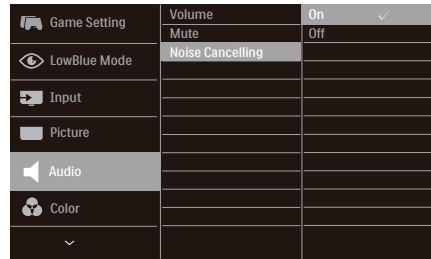 Game Setting
LowBlue Mode
Input
Picture
Audio
Color
Volume
Mute
Noise Cancelling
On
Off